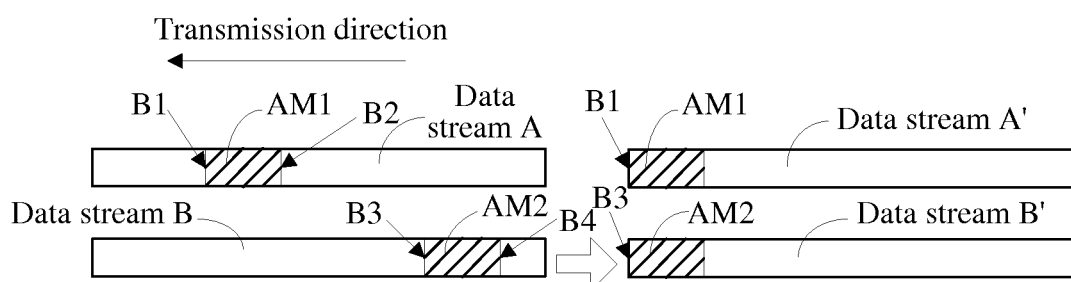 Transmission direction
B1
AM1
B2
Data
stream A
B1
AM1
Data stream A'
Data stream B
B3
AM2
B4
B3
AM2
Data stream B'